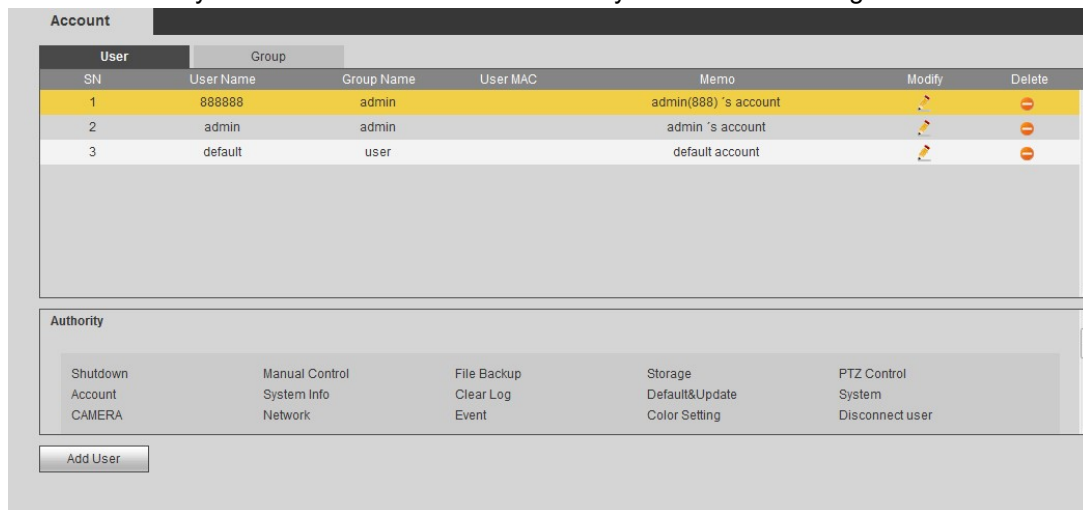 Account
User Group
SN User Name Group Name User MAC Memo Modify Delete
1 888888 admin admin(888) ´s account
2 admin admin admin ´s account
3 default user default account
Authority
Shutdown Manual Control File Backup Storage PTZ Control
Account System Info Clear Log Default&Update System
CAMERA Network Event Color Setting Disconnect user
Add User